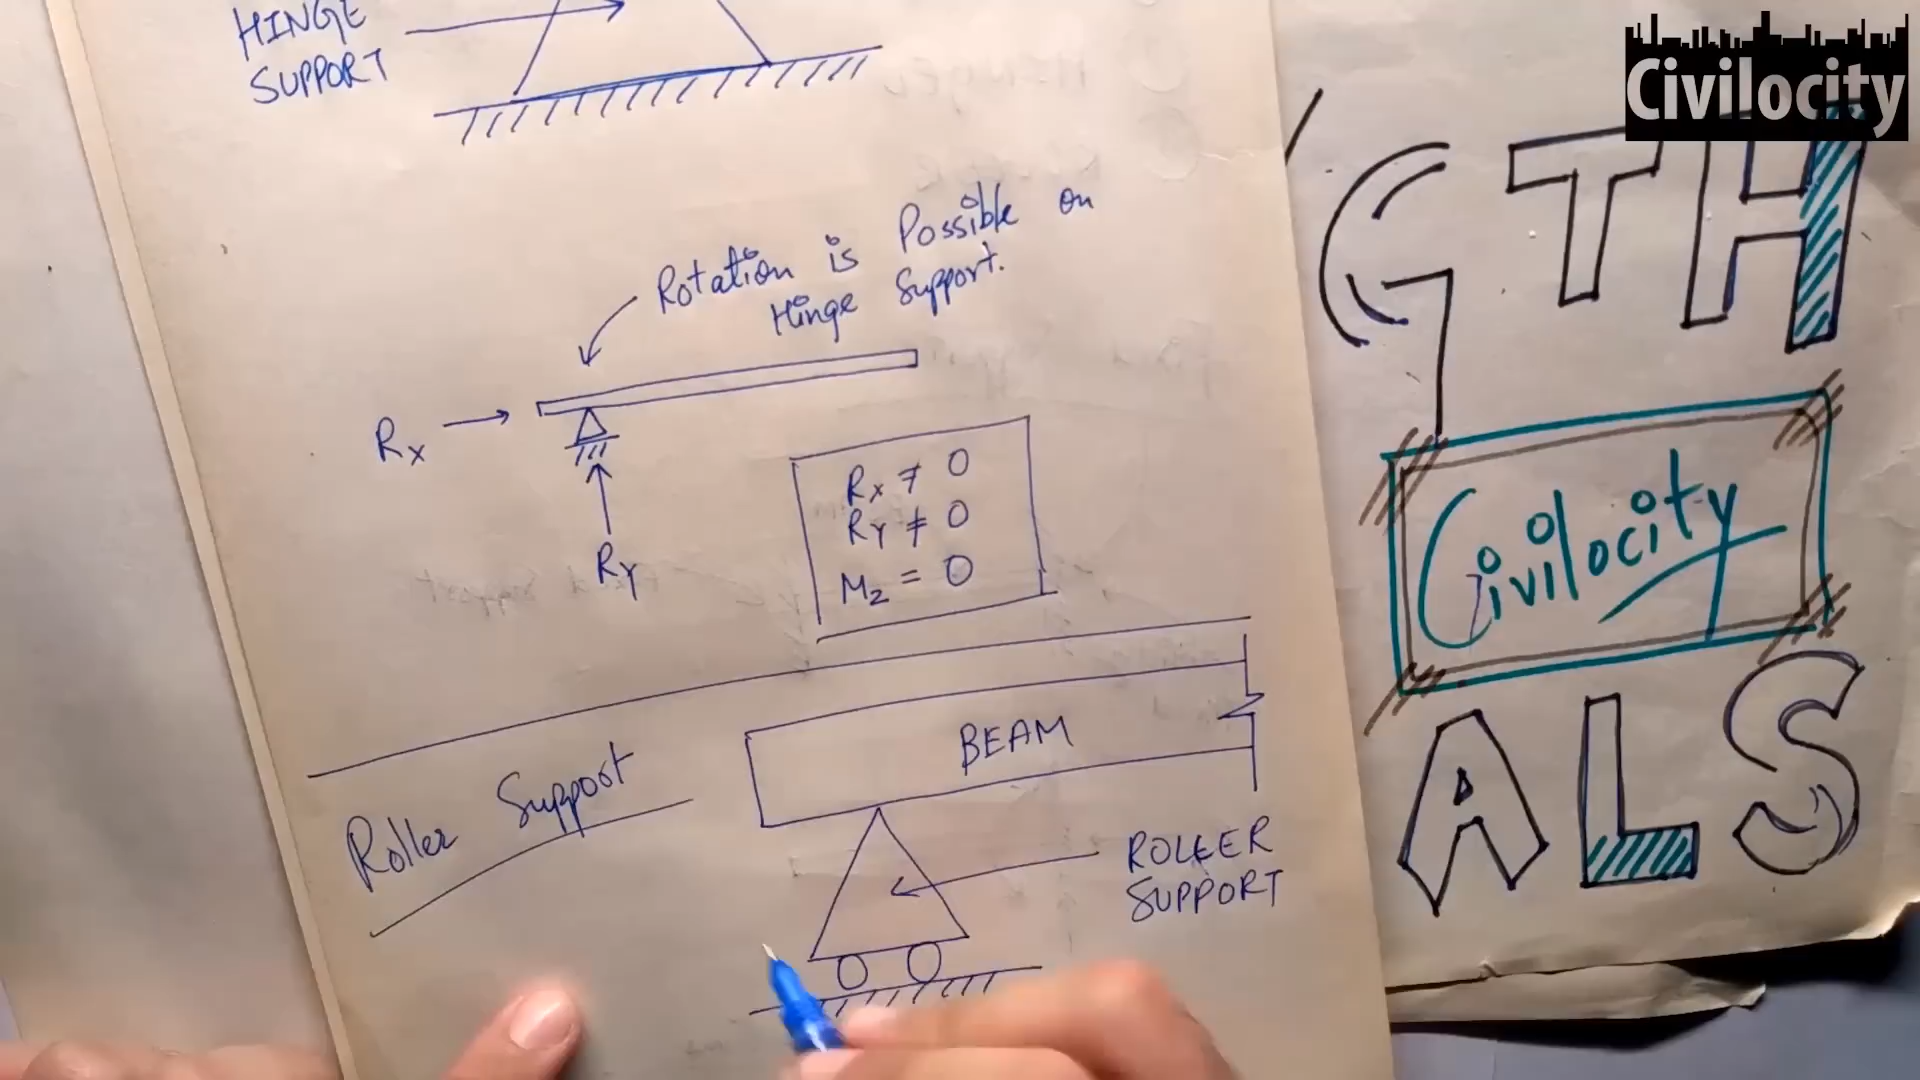 HINGE
SUPPORT
Rotation is Possible on
Hinge Support.
Rx
RY
Rx ≠ 0
RY ≠ 0
Mz = 0
Roller Support
BEAM
ROLLER
SUPPORT
Civilocity
GTH
Civilocity
ALS